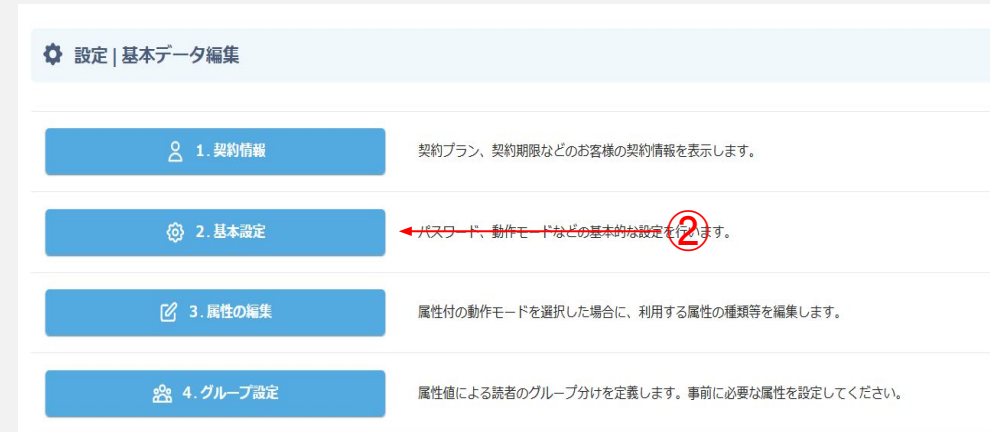 設定 | 基本データ編集
1. 契約情報
契約プラン、契約期限などのお客様の契約情報を表示します。
2. 基本設定
パスワード、動作モードなどの基本的な設定を行います。
②
3. 属性の編集
属性付の動作モードを選択した場合に、利用する属性の種類等を編集します。
4. グループ設定
属性値による読者のグループ分けを定義します。事前に必要な属性を設定してください。